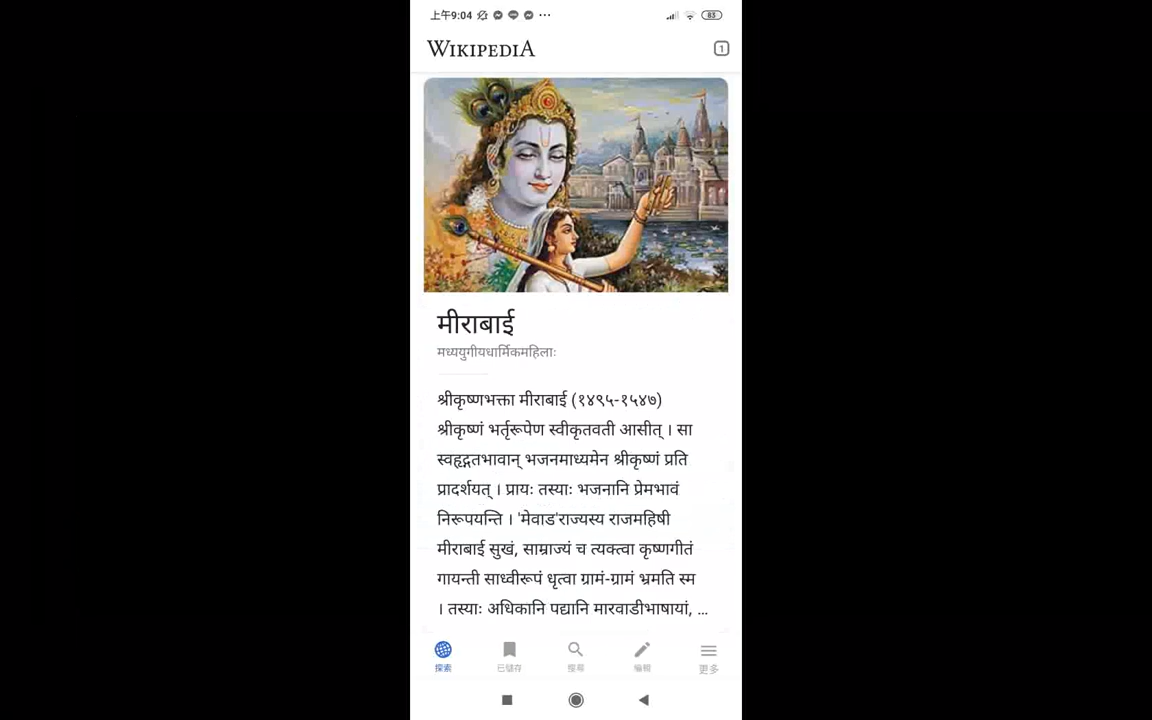 上午9:04 ...
83
WIKIPEDIA
1
मीराबाई
मध्ययुगीयधार्मिकमहिलाः
श्रीकृष्णभक्ता मीराबाई (१४९५-१५४७)
श्रीकृष्णं भर्तृरूपेण स्वीकृतवती आसीत् । सा
स्वहृद्गतभावान् भजनमाध्यमेन श्रीकृष्णं प्रति
प्रादर्शयत् । प्रायः तस्याः भजनानि प्रेमभावं
निरूपयन्ति । 'मेवाड'राज्यस्य राजमहिषी
मीराबाई सुखं, साम्राज्यं च त्यक्त्वा कृष्णगीतं
गायन्ती साध्वीरूपं धृत्वा ग्रामं-ग्रामं भ्रमति स्म
। तस्याः अधिकानि पद्यानि मारवाडीभाषायां, ...
探索 已儲存 搜尋 編輯 更多